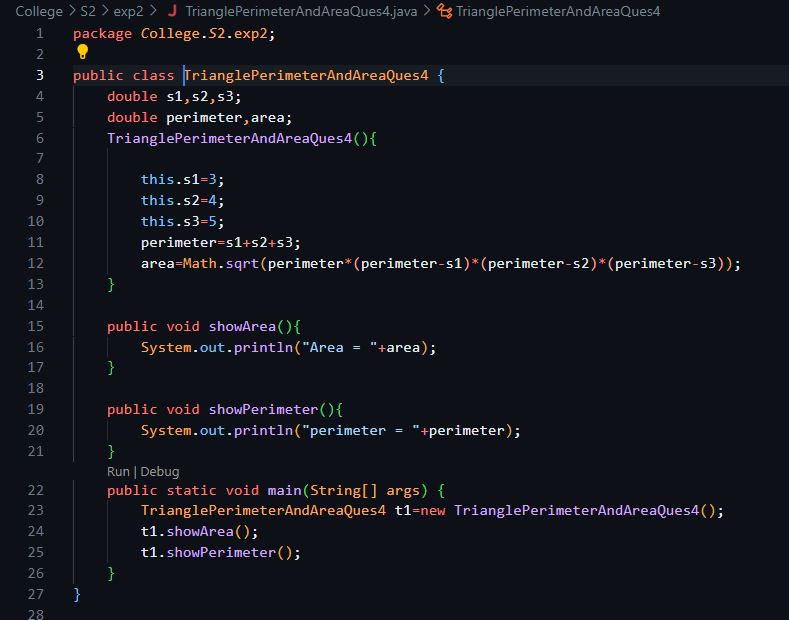 College > S2 > exp2 > J TrianglePerimeterAndAreaQues4.java > TrianglePerimeterAndAreaQues4
1 package College.S2.exp2;
2
3 public class TrianglePerimeterAndAreaQues4 {
4 double s1,s2,s3;
5 double perimeter,area;
6 TrianglePerimeterAndAreaQues4(){
7
8 this.s1=3;
9 this.s2=4;
10 this.s3=5;
11 perimeter=s1+s2+s3;
12 area=Math.sqrt(perimeter*(perimeter-s1)*(perimeter-s2)*(perimeter-s3));
13 }
14
15 public void showArea(){
16 System.out.println("Area = "+area);
17 }
18
19 public void showPerimeter(){
20 System.out.println("perimeter = "+perimeter);
21 }
Run | Debug
22 public static void main(String[] args) {
23 TrianglePerimeterAndAreaQues4 t1=new TrianglePerimeterAndAreaQues4();
24 t1.showArea();
25 t1.showPerimeter();
26 }
27 }
28